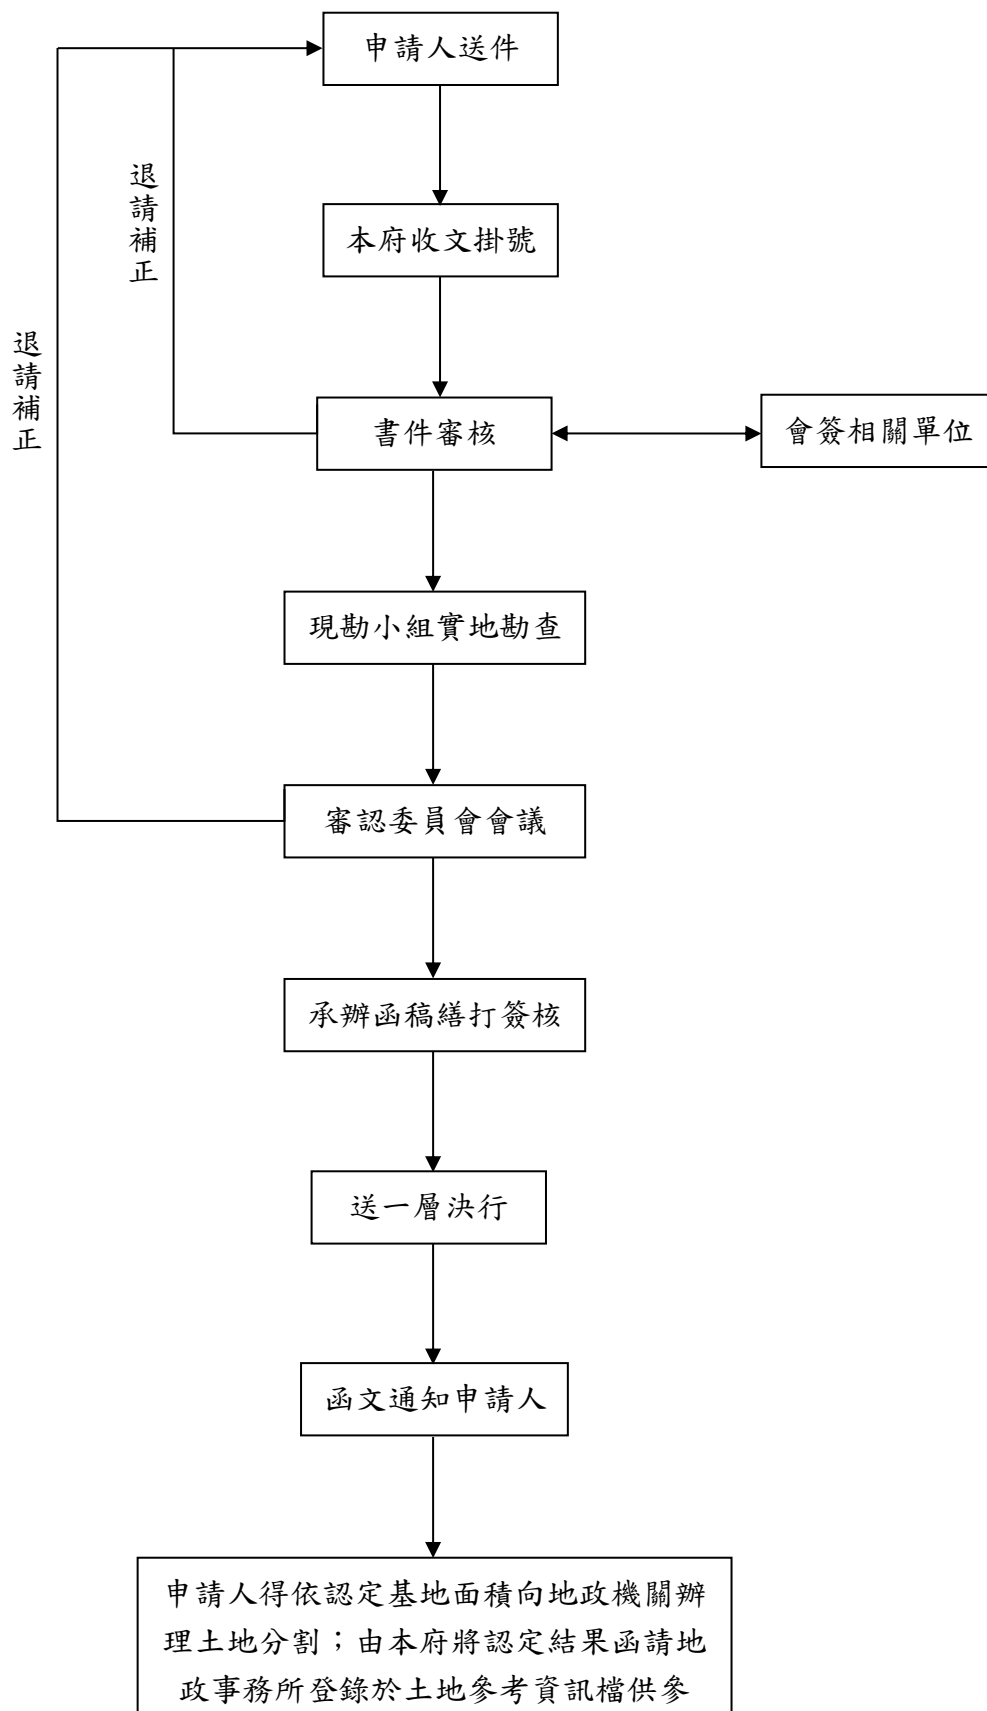 申請人送件
退請補正
本府收文掛號
退請補正
書件審核
會簽相關單位
現勘小組實地勘查
審認委員會會議
承辦函稿繕打簽核
送一層決行
函文通知申請人
申請人得依認定基地面積向地政機關辦
理土地分割；由本府將認定結果函請地
政事務所登錄於土地參考資訊檔供參